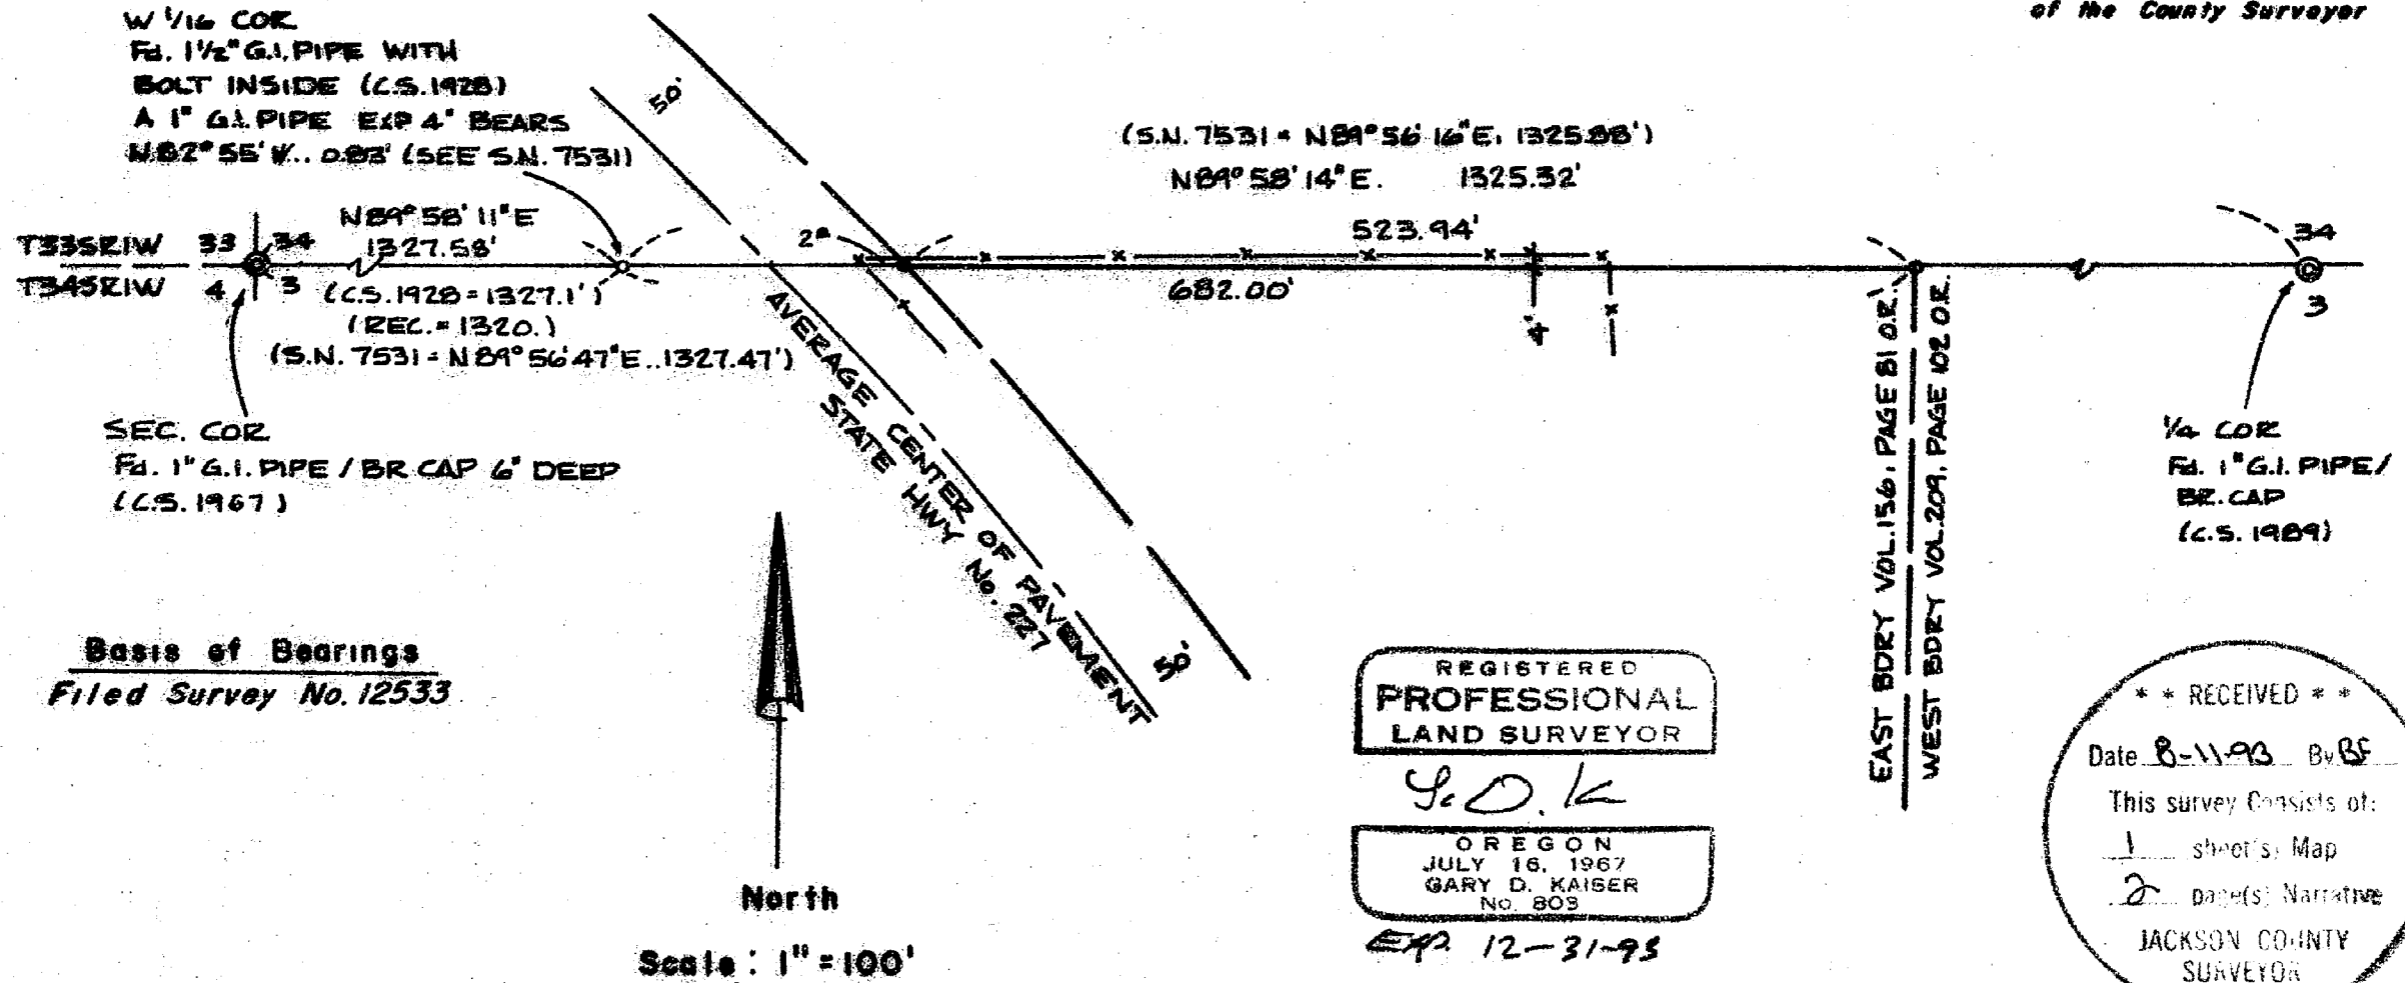 of the County Surveyor
W 1/16 COR
Fd. 1 1/2" G.I. PIPE WITH
BOLT INSIDE (C.S. 1928)
A 1" G.I. PIPE EXP 4" BEARS
N82° 55' W.. 0.83' (SEE S.N. 7531)
50'
(S.N. 7531 = N89° 56' 16" E, 1325.88')
N89° 58' 14" E. 1325.32'
T33SR1W 33 34
T34SR1W 4 3
N89° 58' 11" E
1327.58'
(C.S. 1928 = 1327.1')
(REC. = 1320.)
(S.N. 7531 = N89° 56' 47" E.. 1327.47')
523.94'
682.00'
34
3
SEC. COR
Fd. 1" G.I. PIPE / BR CAP 6" DEEP
(C.S. 1967)
AVERAGE CENTER OF PAVEMENT
STATE HWY No. 227
50'
EAST BDRY VOL. 156, PAGE 81 O.R.
WEST BDRY VOL. 209, PAGE 102 O.R.
1/4 COR
Fd. 1" G.I. PIPE/
BR. CAP
(C.S. 1989)
Basis of Bearings
Filed Survey No. 12533
North
Scale: 1" = 100'
REGISTERED
PROFESSIONAL
LAND SURVEYOR
OREGON
JULY 16, 1967
GARY D. KAISER
No. 803
EXP. 12-31-93
* * RECEIVED * *
Date 8-11-93 By BF
This survey Consists of:
1 sheet(s) Map
2 page(s) Narrative
JACKSON COUNTY
SURVEYOR